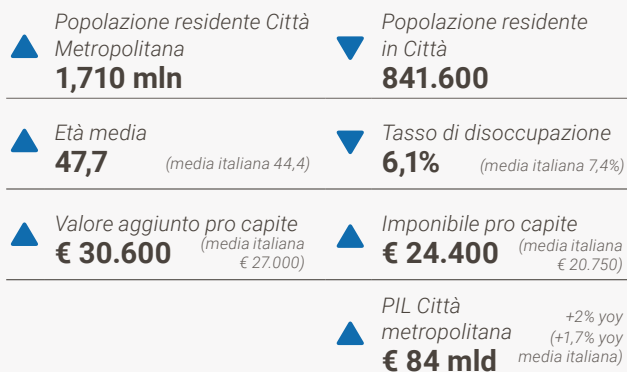 Popolazione residente Città
Metropolitana
1,710 mln
Popolazione residente
in Città
841.600
Età media
47,7 (media italiana 44,4)
Tasso di disoccupazione
6,1% (media italiana 7,4%)
Valore aggiunto pro capite
€ 30.600 (media italiana
€ 27.000)
Imponibile pro capite
€ 24.400 (media italiana
€ 20.750)
PIL Città
metropolitana
€ 84 mld
+2% yoy
(+1,7% yoy
media italiana)